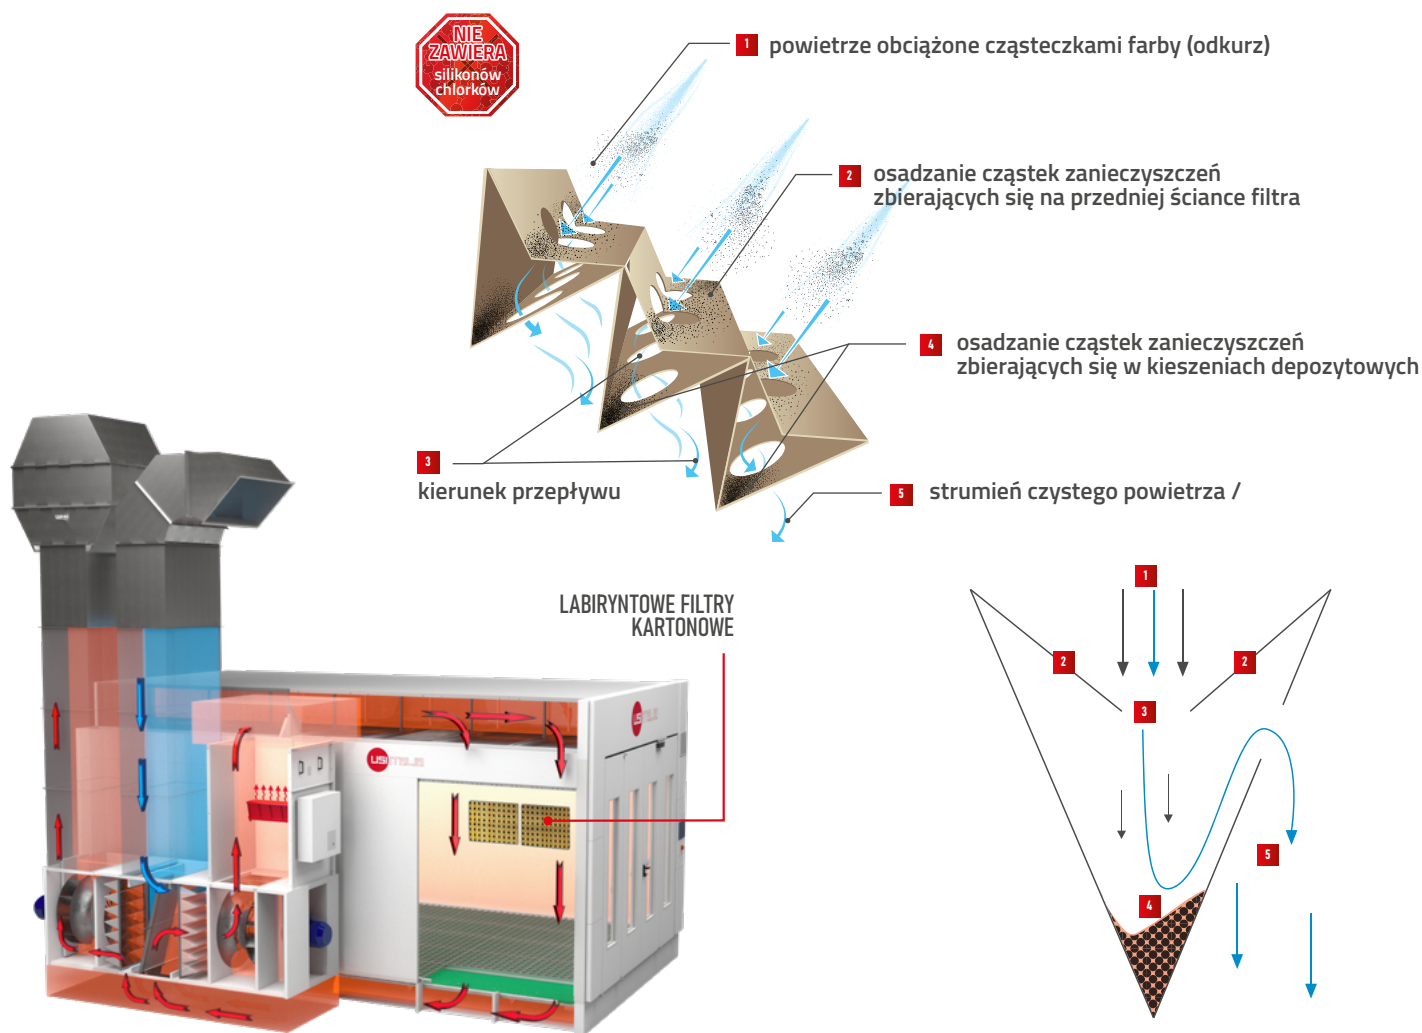 NIE
ZAWIERA
silikonów
chlorków
1 powietrze obciążone cząsteczkami farby (odkurz)
2 osadzanie cząstek zanieczyszczeń
zbierających się na przedniej ściance filtra
4 osadzanie cząstek zanieczyszczeń
zbierających się w kieszeniach depozytowych
3
kierunek przepływu
5 strumień czystego powietrza /
LABIRYNTOWE FILTRY
KARTONOWE
USI
USI
1
2
2
3
4
5